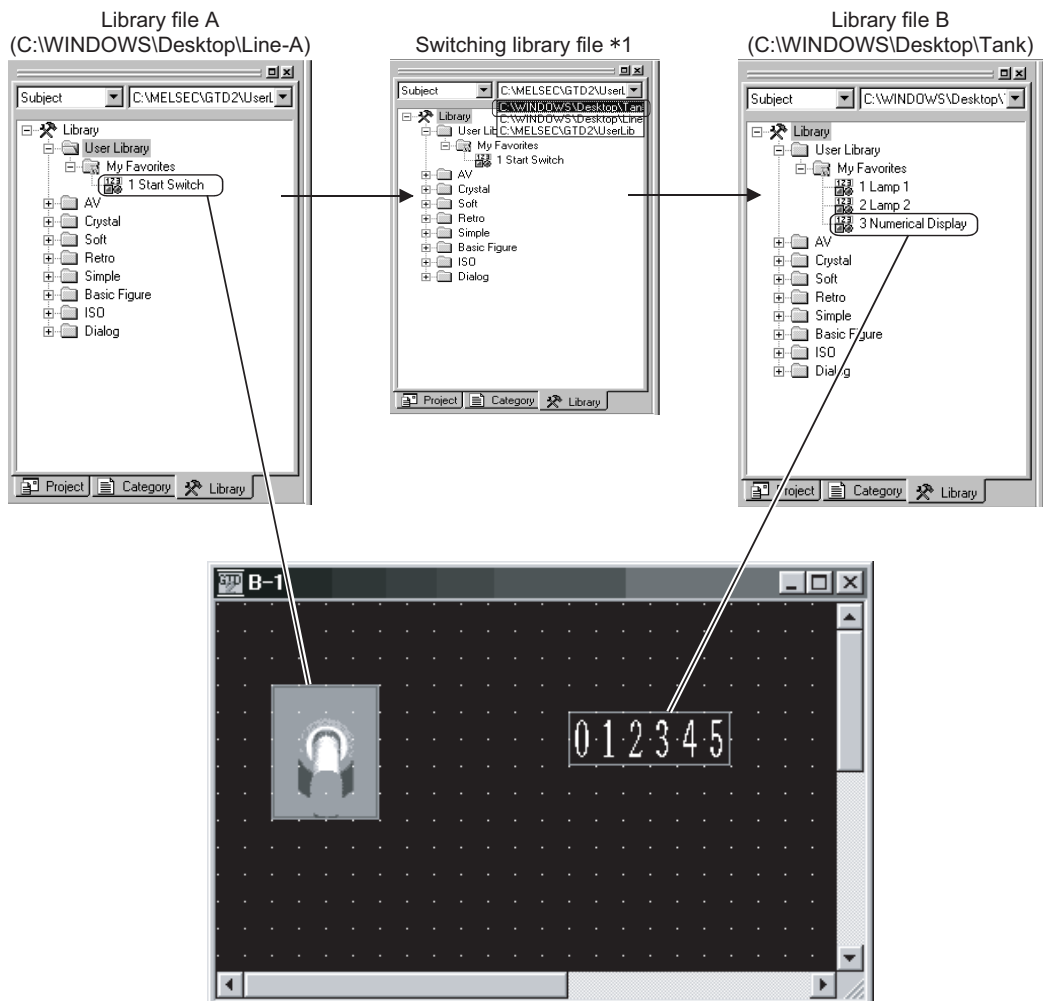 Library file A
(C:\WINDOWS\Desktop\Line-A)
Subject C:\MELSEC\GTD2\UserL
Library
User Library
My Favorites
1 Start Switch
AV
Crystal
Soft
Retro
Simple
Basic Figure
ISO
Dialog
Project Category Library
Switching library file *1
Subject C:\MELSEC\GTD2\UserL
C:\WINDOWS\Desktop\Tan
Library C:\WINDOWS\Desktop\Line
User Lib C:\MELSEC\GTD2\UserLib
My Favorites
1 Start Switch
AV
Crystal
Soft
Retro
Simple
Basic Figure
ISO
Dialog
Project Category Library
Library file B
(C:\WINDOWS\Desktop\Tank)
Subject C:\WINDOWS\Desktop\
Library
User Library
My Favorites
1 Lamp 1
2 Lamp 2
3 Numerical Display
AV
Crystal
Soft
Retro
Simple
Basic Figure
ISO
Dialog
Project Category Library
GTD B-1
012345